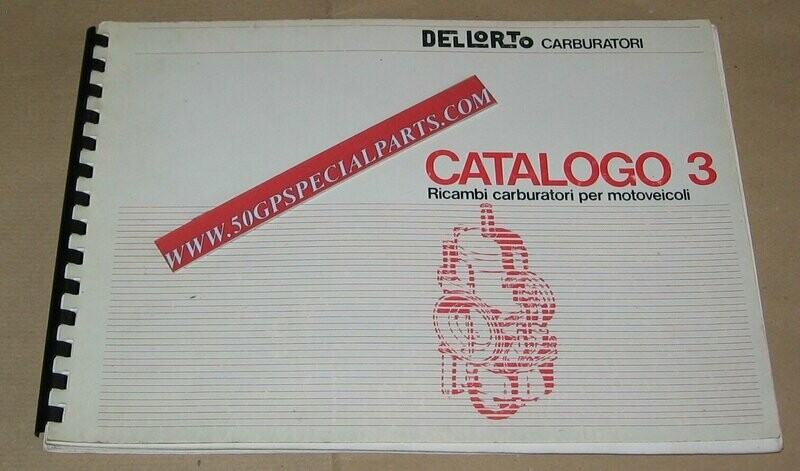 DELLORTO CARBURATORI
WWW.50GPSPECIALPARTS.COM
CATALOGO 3
Ricambi carburatori per motoveicoli